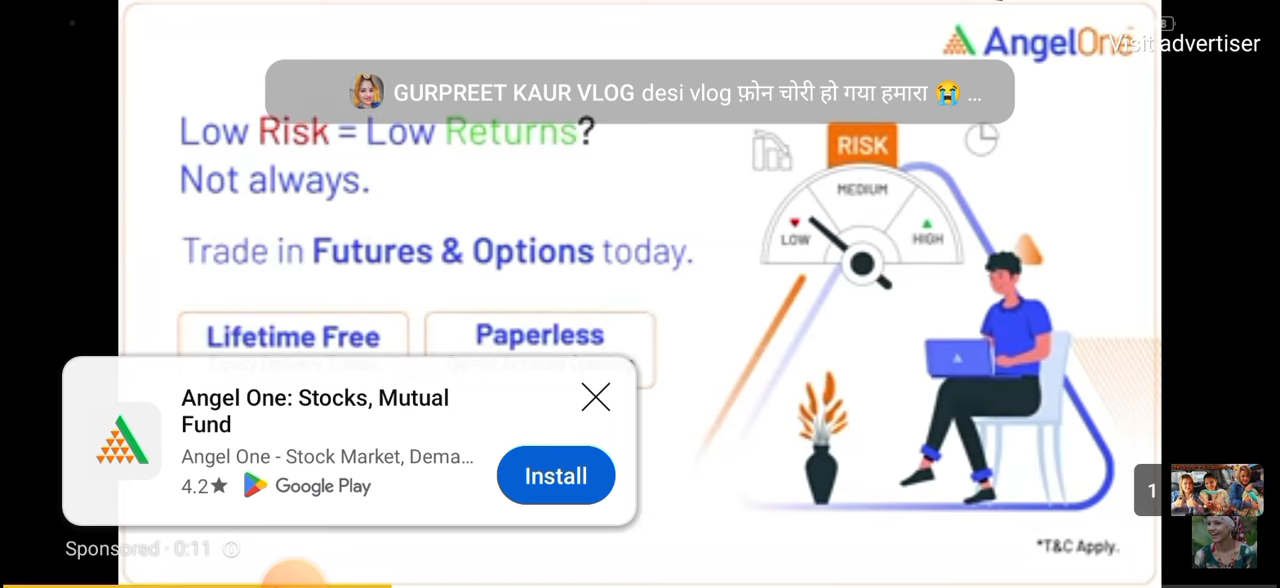 AngelOne
Visit advertiser
GURPREET KAUR VLOG desi vlog फ़ोन चोरी हो गया हमारा 😭 ...
Low Risk = Low Returns?
Not always.
Trade in Futures & Options today.
RISK
MEDIUM
LOW
HIGH
Lifetime Free
Paperless
Angel One: Stocks, Mutual
Fund
Angel One - Stock Market, Dema...
4.2★ Google Play
Install
1
Sponsored · 0:11
*T&C Apply.